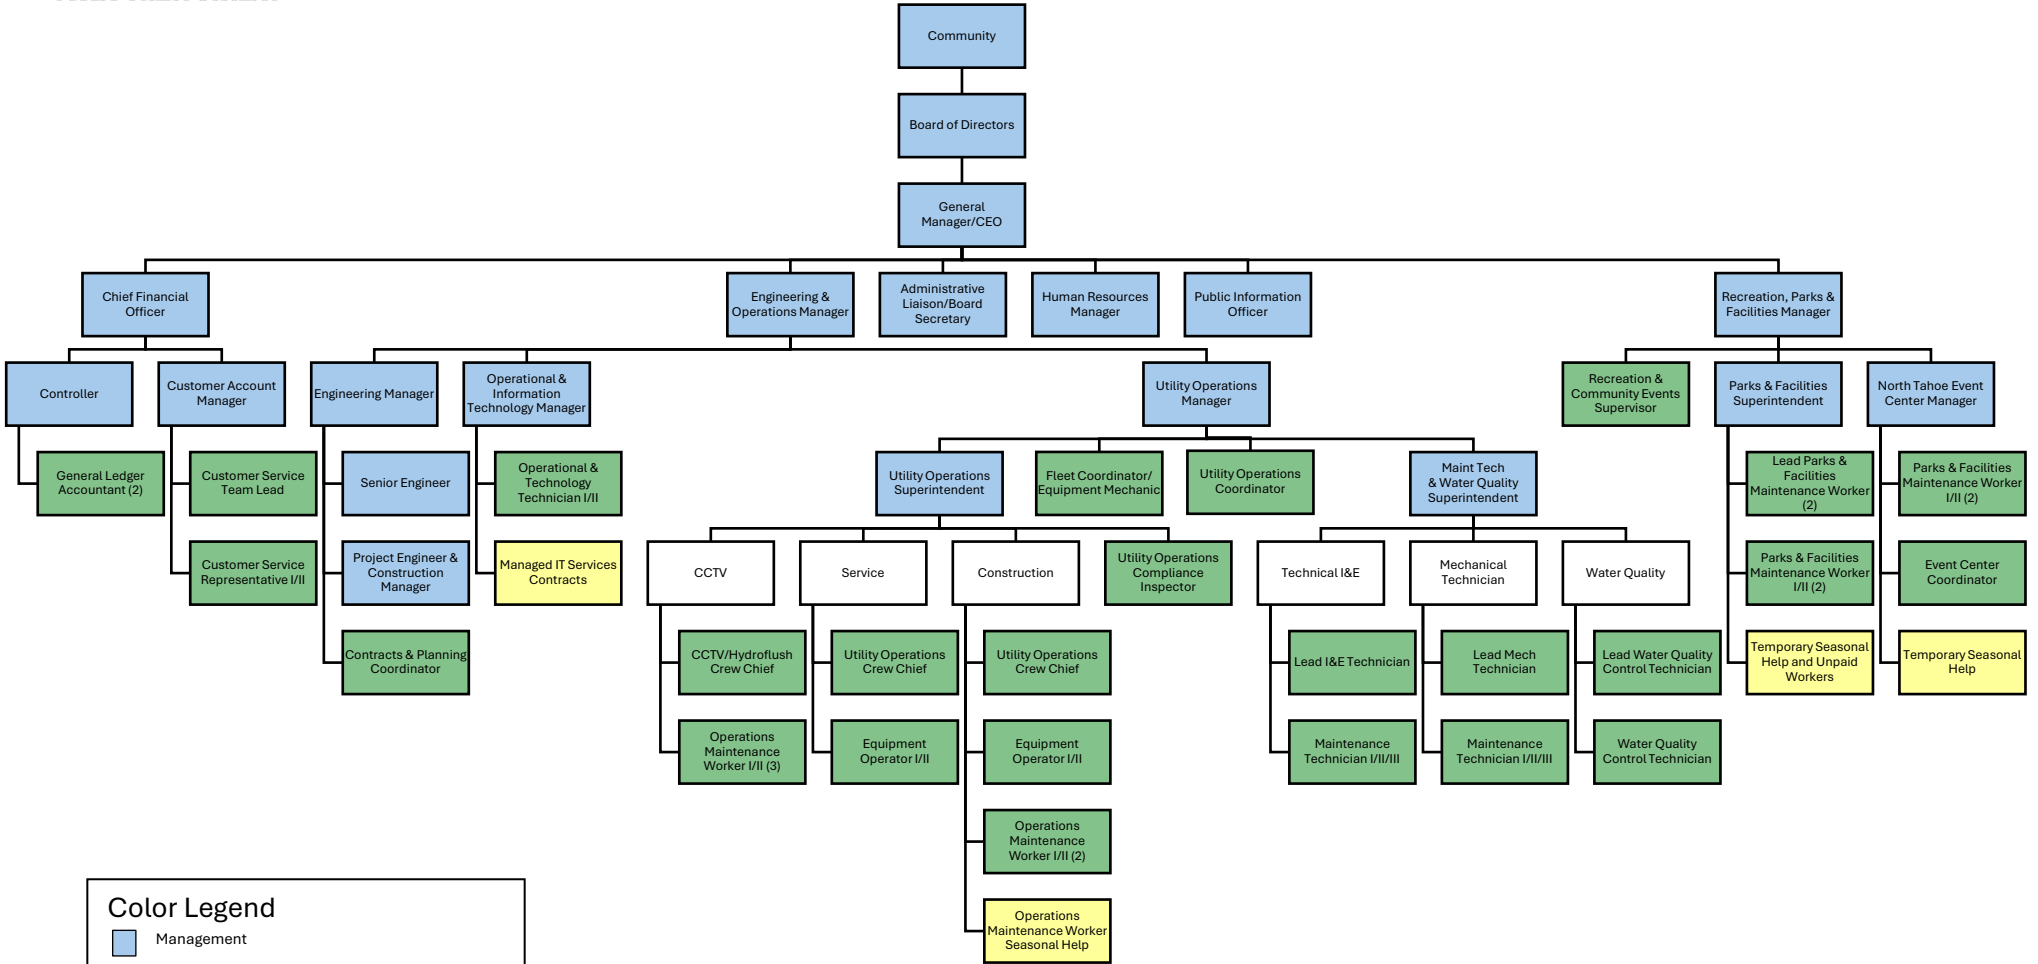 Community
Board of Directors
General
Manager/CEO
Chief Financial
Officer
Engineering &
Operations Manager
Administrative
Liaison/Board
Secretary
Human Resources
Manager
Public Information
Officer
Recreation, Parks &
Facilities Manager
Controller
Customer Account
Manager
Engineering Manager
Operational &
Information
Technology Manager
Utility Operations
Manager
Recreation &
Community Events
Supervisor
Parks & Facilities
Superintendent
North Tahoe Event
Center Manager
General Ledger
Accountant (2)
Customer Service
Team Lead
Senior Engineer
Operational &
Technology
Technician I/II
Utility Operations
Superintendent
Fleet Coordinator/
Equipment Mechanic
Utility Operations
Coordinator
Maint Tech
& Water Quality
Superintendent
Lead Parks &
Facilities
Maintenance Worker
(2)
Parks & Facilities
Maintenance Worker
I/II (2)
Customer Service
Representative I/II
Project Engineer &
Construction
Manager
Managed IT Services
Contracts
CCTV
Service
Construction
Utility Operations
Compliance
Inspector
Technical I&E
Mechanical
Technician
Water Quality
Parks & Facilities
Maintenance Worker
I/II (2)
Event Center
Coordinator
Contracts & Planning
Coordinator
CCTV/Hydroflush
Crew Chief
Utility Operations
Crew Chief
Utility Operations
Crew Chief
Lead I&E Technician
Lead Mech
Technician
Lead Water Quality
Control Technician
Temporary Seasonal
Help and Unpaid
Workers
Temporary Seasonal
Help
Operations
Maintenance
Worker I/II (3)
Equipment
Operator I/II
Equipment
Operator I/II
Maintenance
Technician I/II/III
Maintenance
Technician I/II/III
Water Quality
Control Technician
Operations
Maintenance
Worker I/II (2)
Operations
Maintenance Worker
Seasonal Help
Color Legend
Management